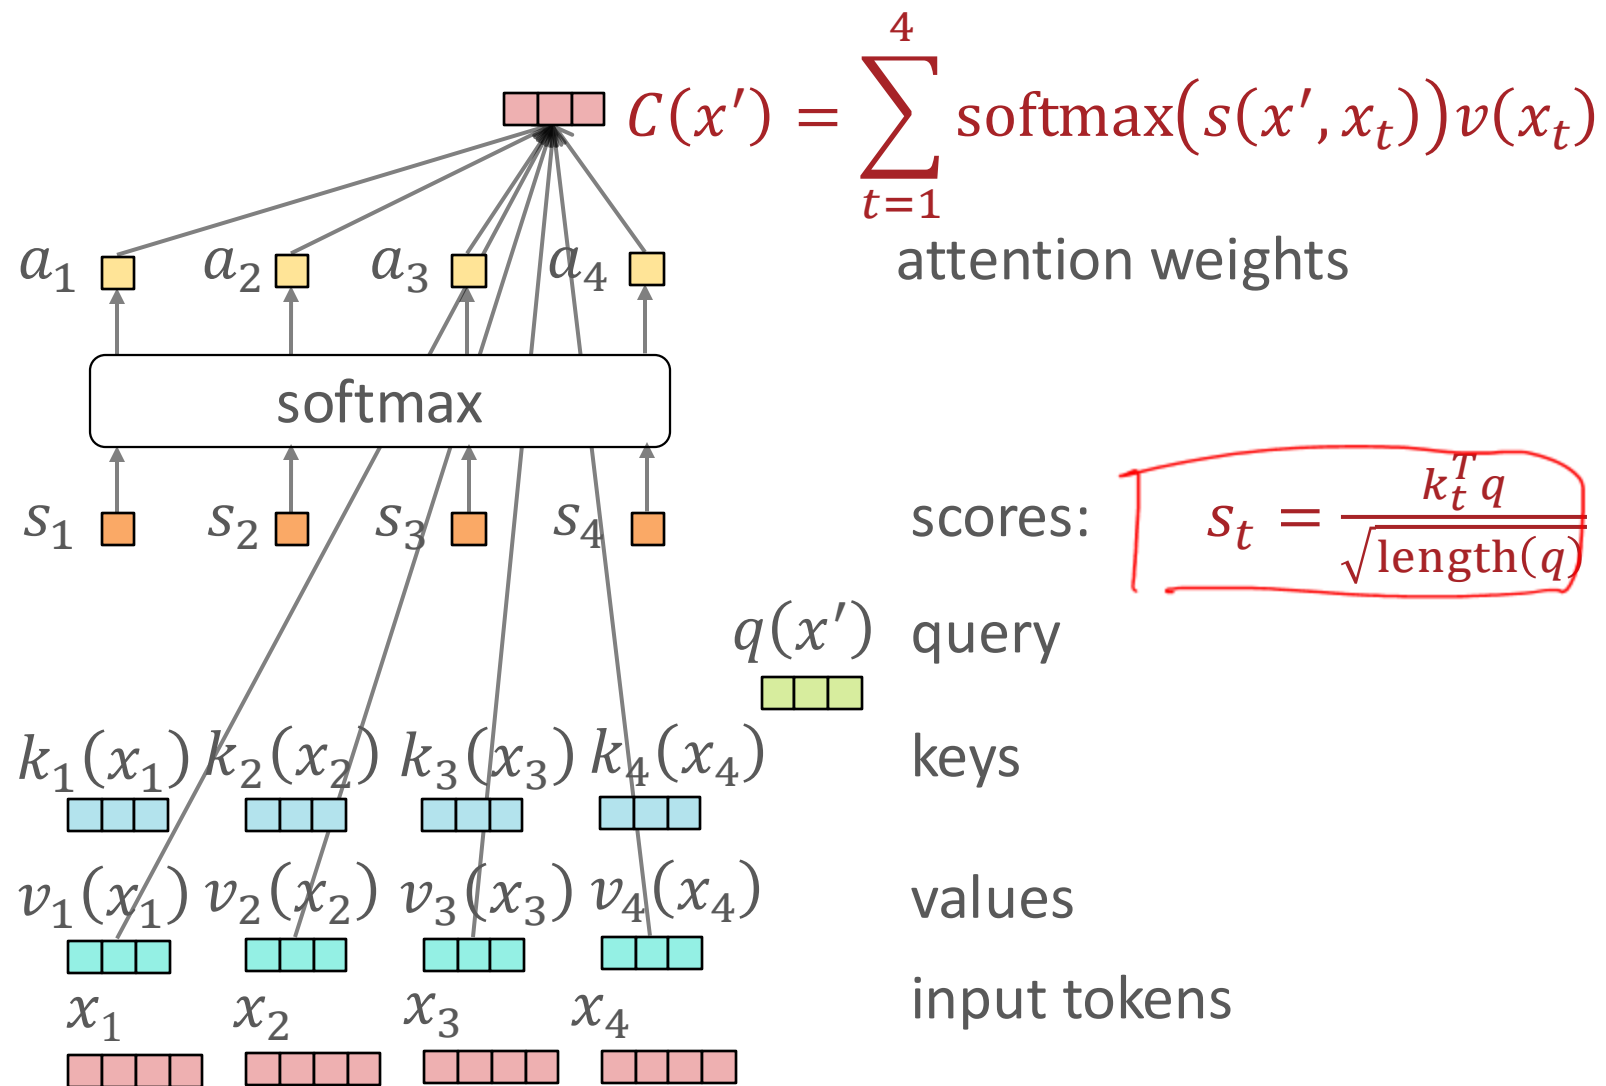 C(x′) = ∑_{t=1}^{4} softmax(s(x′, x_t))v(x_t)
a₁ a₂ a₃ a₄ attention weights
softmax
s₁ s₂ s₃ s₄ scores: s_t = k_t^T q / √length(q)
q(x′) query
k₁(x₁) k₂(x₂) k₃(x₃) k₄(x₄) keys
v₁(x₁) v₂(x₂) v₃(x₃) v₄(x₄) values
x₁ x₂ x₃ x₄ input tokens